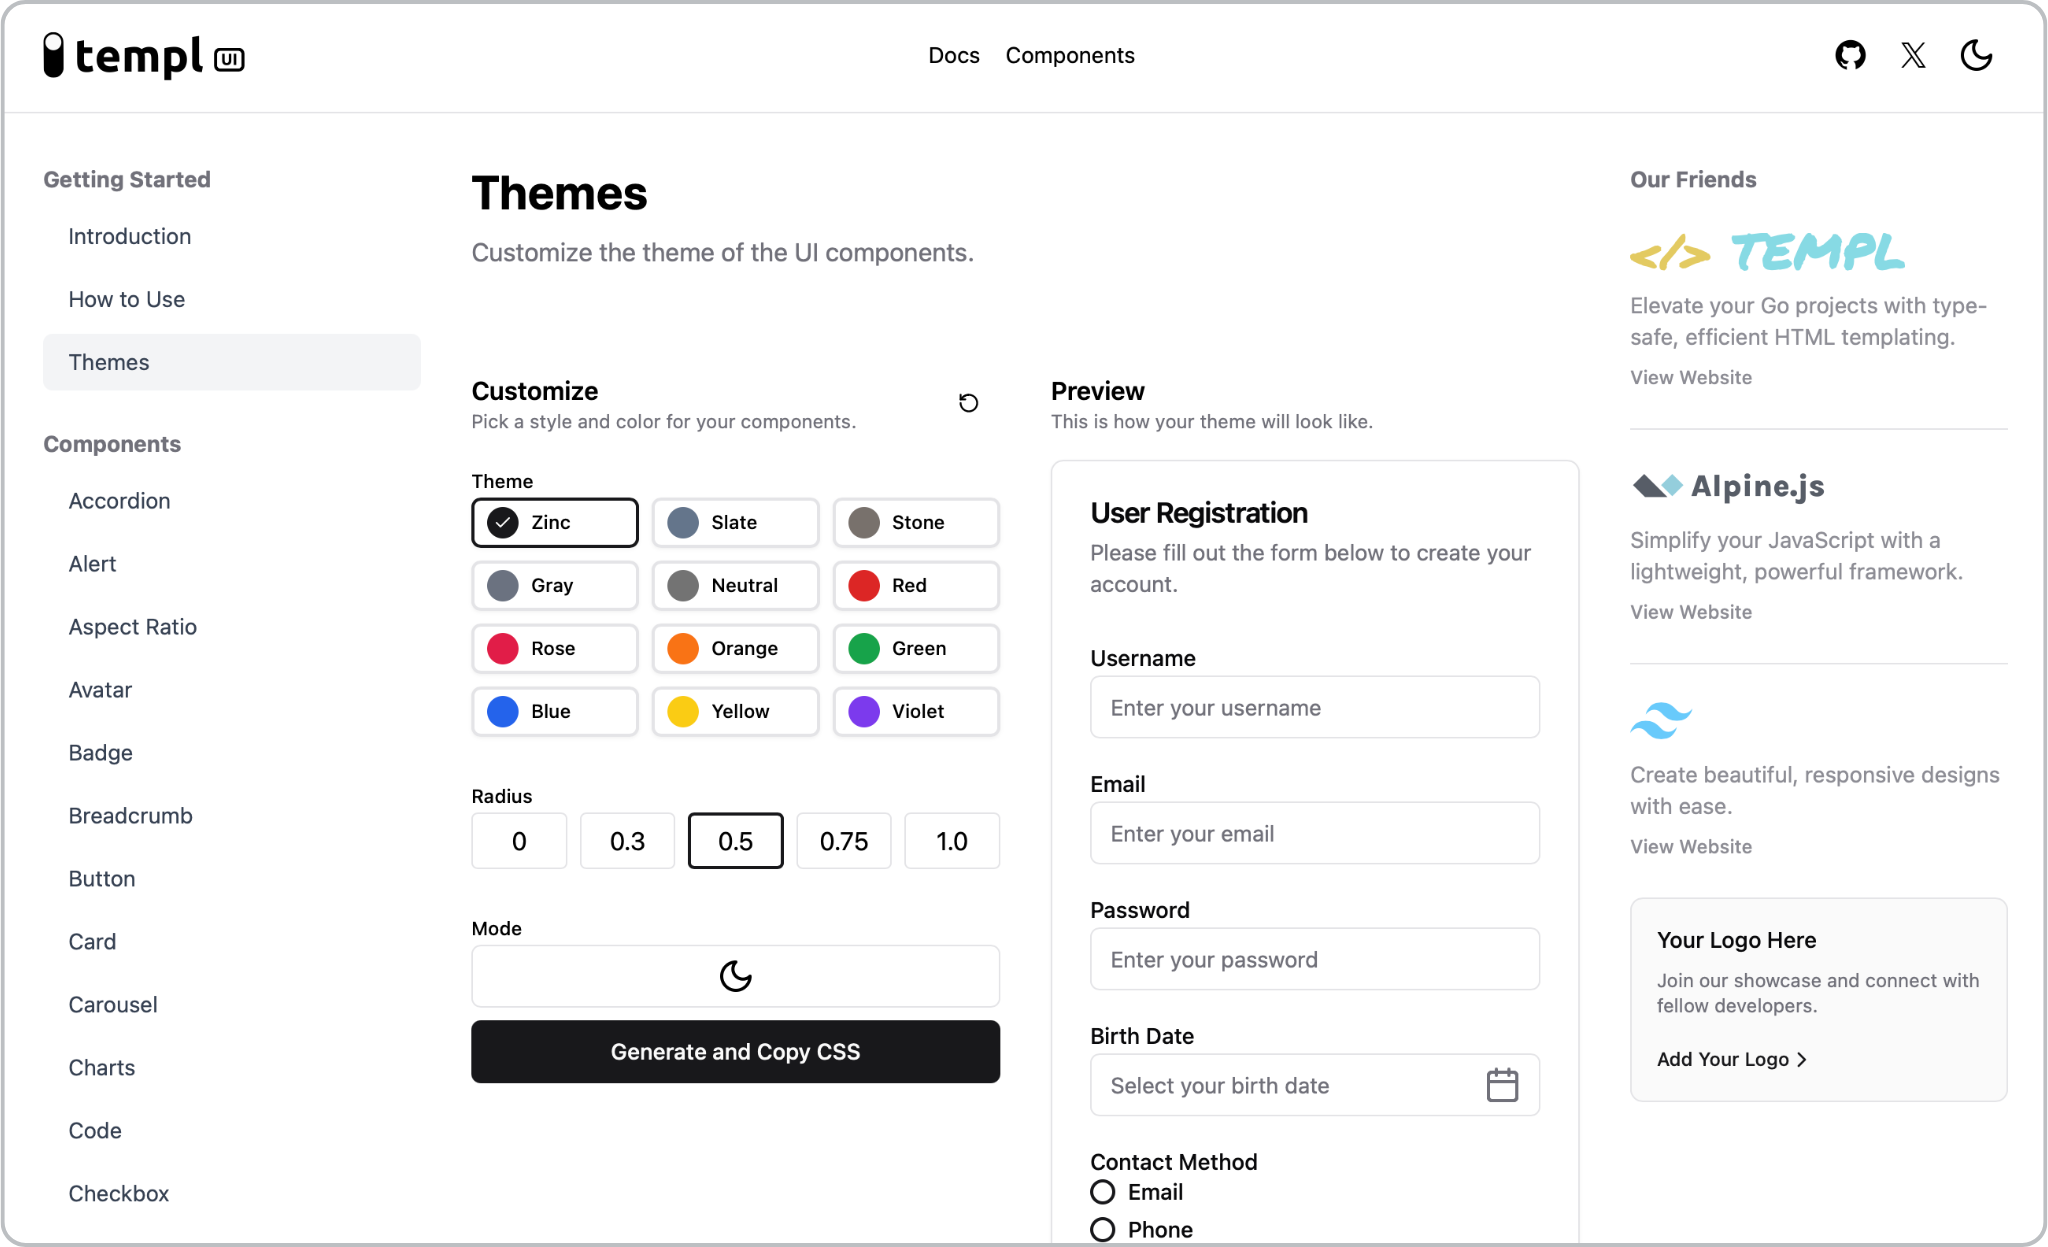 templ UI
Docs
Components
Getting Started
Introduction
How to Use
Themes
Components
Accordion
Alert
Aspect Ratio
Avatar
Badge
Breadcrumb
Button
Card
Carousel
Charts
Code
Checkbox
Themes
Customize the theme of the UI components.
Customize
Pick a style and color for your components.
Theme
Zinc
Slate
Stone
Gray
Neutral
Red
Rose
Orange
Green
Blue
Yellow
Violet
Radius
0
0.3
0.5
0.75
1.0
Mode
Generate and Copy CSS
Preview
This is how your theme will look like.
User Registration
Please fill out the form below to create your
account.
Username
Enter your username
Email
Enter your email
Password
Enter your password
Birth Date
Select your birth date
Contact Method
Email
Phone
Our Friends
</> TEMPL
Elevate your Go projects with type-
safe, efficient HTML templating.
View Website
Alpine.js
Simplify your JavaScript with a
lightweight, powerful framework.
View Website
Create beautiful, responsive designs
with ease.
View Website
Your Logo Here
Join our showcase and connect with
fellow developers.
Add Your Logo